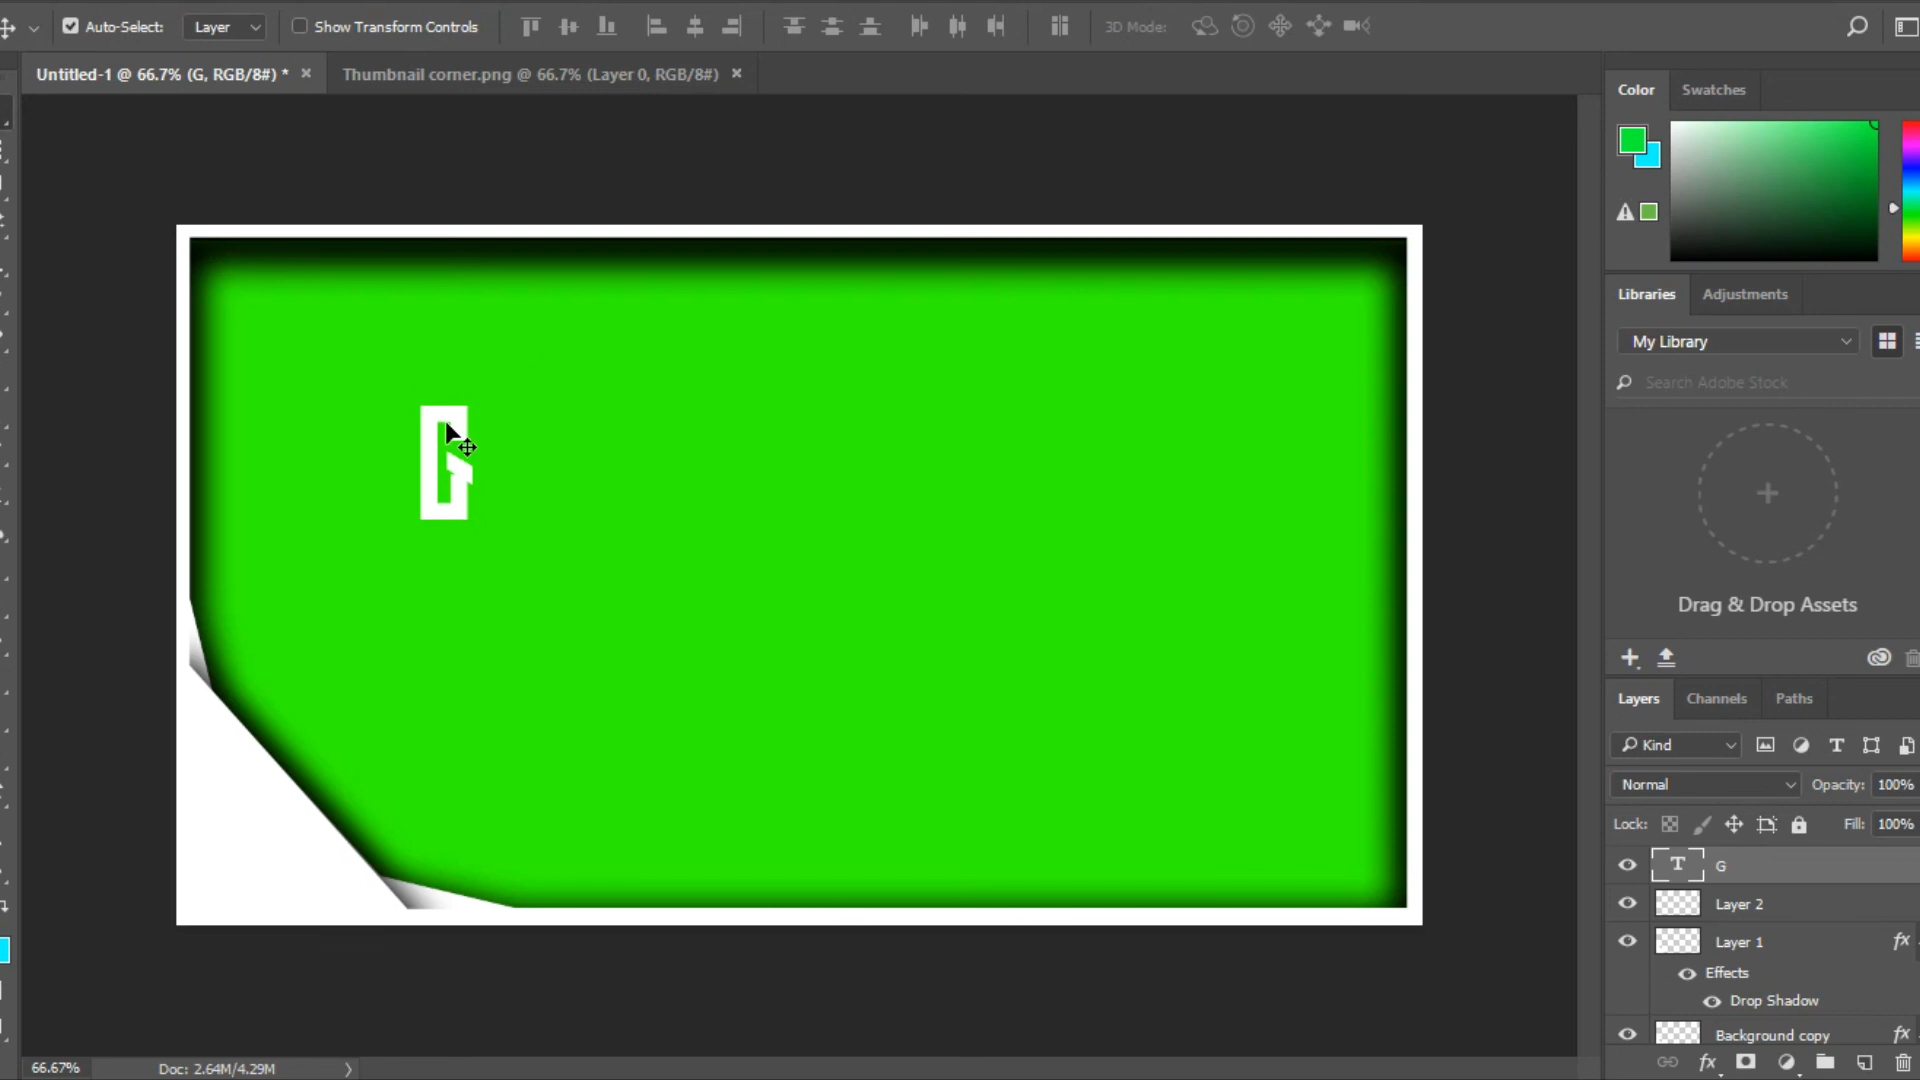 Auto-Select: Layer Show Transform Controls 3D Mode:
Untitled-1 @ 66.7% (G, RGB/8#) * × Thumbnail corner.png @ 66.7% (Layer 0, RGB/8#) ×
Color Swatches
Libraries Adjustments
My Library
Search Adobe Stock
G
Drag & Drop Assets
Layers Channels Paths
Kind
Normal Opacity: 100%
Lock: Fill: 100%
T G
Layer 2
Layer 1 fx
Effects
Drop Shadow
Background copy fx
66.67% Doc: 2.64M/4.29M
fx